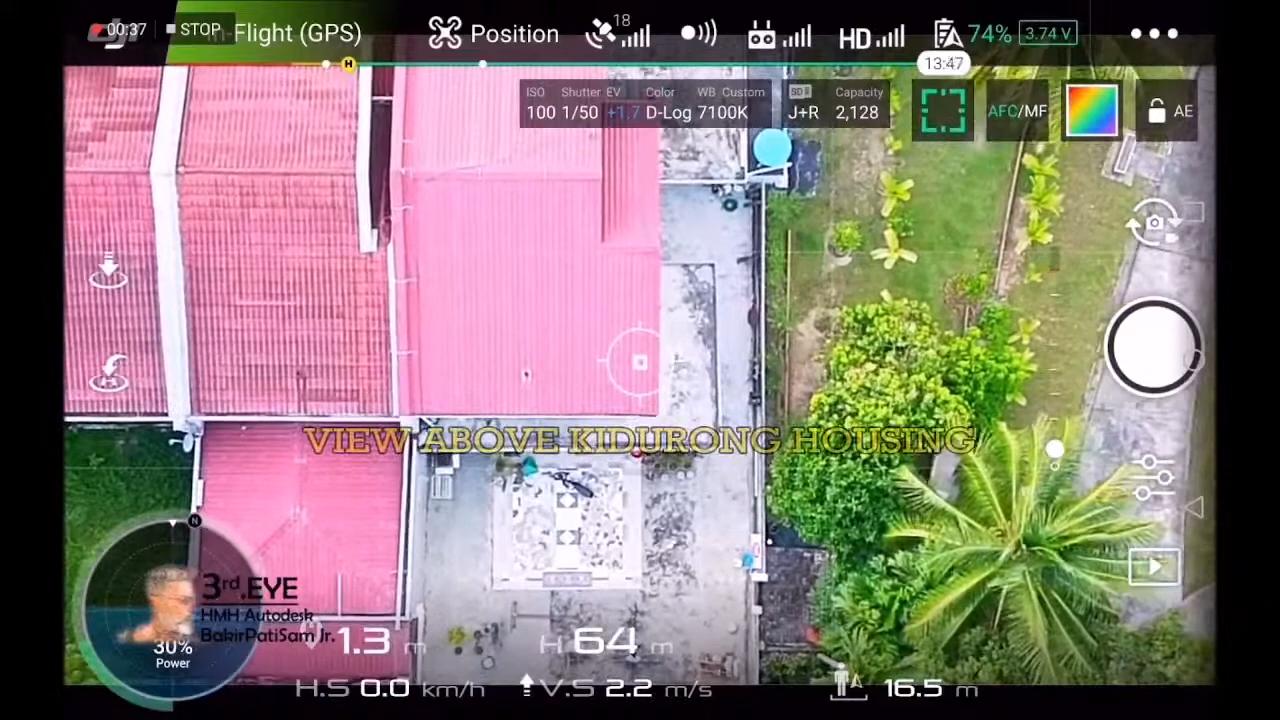 00:37 STOP
n-Flight (GPS)
Position
18
HD
74%
3.74 V
H
13:47
ISO Shutter EV Color WB Custom
100 1/50 +1.7 D-Log 7100K
SD Capacity
J+R 2,128
AFC/MF
AE
VIEW ABOVE KIDURONG HOUSING
N
3rd.EYE
HMH Autodesk
BakirPatiSam Jr.
30%
Power
1.3 m
H 64 m
H.S 0.0 km/h
V.S 2.2 m/s
16.5 m